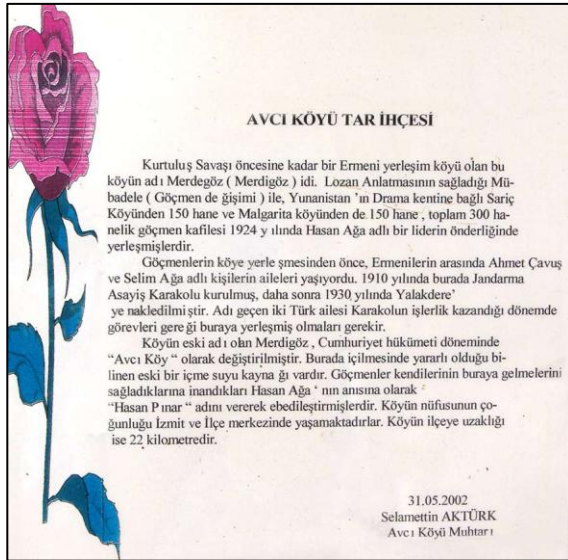 AVCI KÖYÜ TAR İHÇESİ
Kurtuluş Savaşı öncesine kadar bir Ermeni yerleşim köyü olan bu
köyün adı Merdegöz ( Merdigöz ) idi. Lozan Anlatmasının sağladığı Mü-
badele ( Göçmen de ğişimi ) ile, Yunanistan 'ın Drama kentine bağlı Sariç
Köyünden 150 hane ve Malgarita köyünden de 150 hane , toplam 300 ha-
nelik göçmen kafilesi 1924 y ılında Hasan Ağa adlı bir liderin önderliğinde
yerleşmişlerdir.
Göçmenlerin köye yerle şmesinden önce, Ermenilerin arasında Ahmet Çavuş
ve Selim Ağa adlı kişilerin aileleri yaşıyordu. 1910 yılında burada Jandarma
Asayiş Karakolu kurulmuş, daha sonra 1930 yılında Yalakdere'
ye nakledilmiştir. Adı geçen iki Türk ailesi Karakolun işlerlik kazandığı dönemde
görevleri gere ği buraya yerleşmiş olmaları gerekir.
Köyün eski adı olan Merdigöz , Cumhuriyet hükümeti döneminde
"Avcı Köy " olarak değiştirilmiştir. Burada içilmesinde yararlı olduğu bi-
linen eski bir içme suyu kayna ğı vardır. Göçmenler kendilerinin buraya gelmelerini
sağladıklarına inandıkları Hasan Ağa ' nın anısına olarak
"Hasan P ınar " adını vererek ebedileştirmişlerdir. Köyün nüfusunun ço-
ğunluğu İzmit ve İlçe merkezinde yaşamaktadırlar. Köyün ilçeye uzaklığı
ise 22 kilometredir.
31.05.2002
Selamettin AKTÜRK
Avcı Köyü Muhtarı